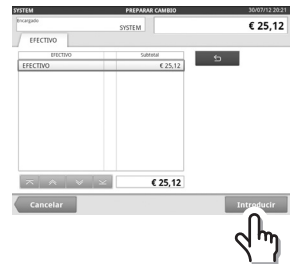 SYSTEM PREPARAR CAMBIO 30/07/12 20:21
Encargado
SYSTEM € 25,12
EFECTIVO
EFECTIVO Subtotal
EFECTIVO € 25,12
€ 25,12
Cancelar Introducir